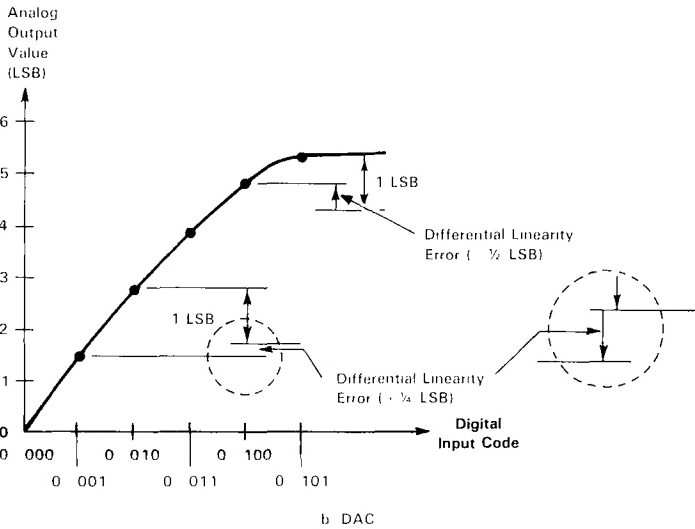 Analog
Output
Value
(LSB)
6
5
4
3
2
1
0
1 LSB
Differential Linearity
Error ( ½ LSB)
1 LSB
Differential Linearity
Error ( · ¼ LSB)
Digital
Input Code
0 000
0 010
0 100
0 001
0 011
0 101
b DAC